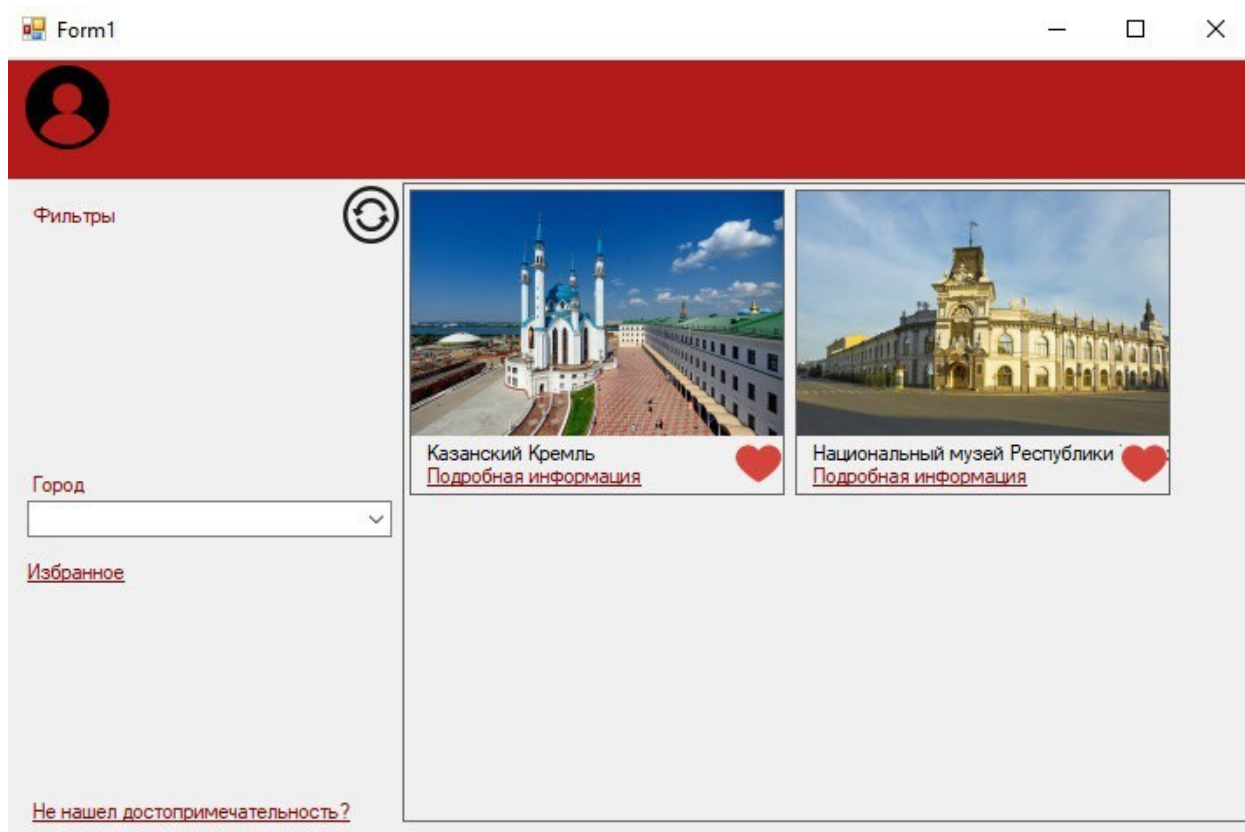 Form1
Фильтры
Город
Избранное
Не нашел достопримечательность?
Казанский Кремль
Подробная информация
Национальный музей Республики
Подробная информация